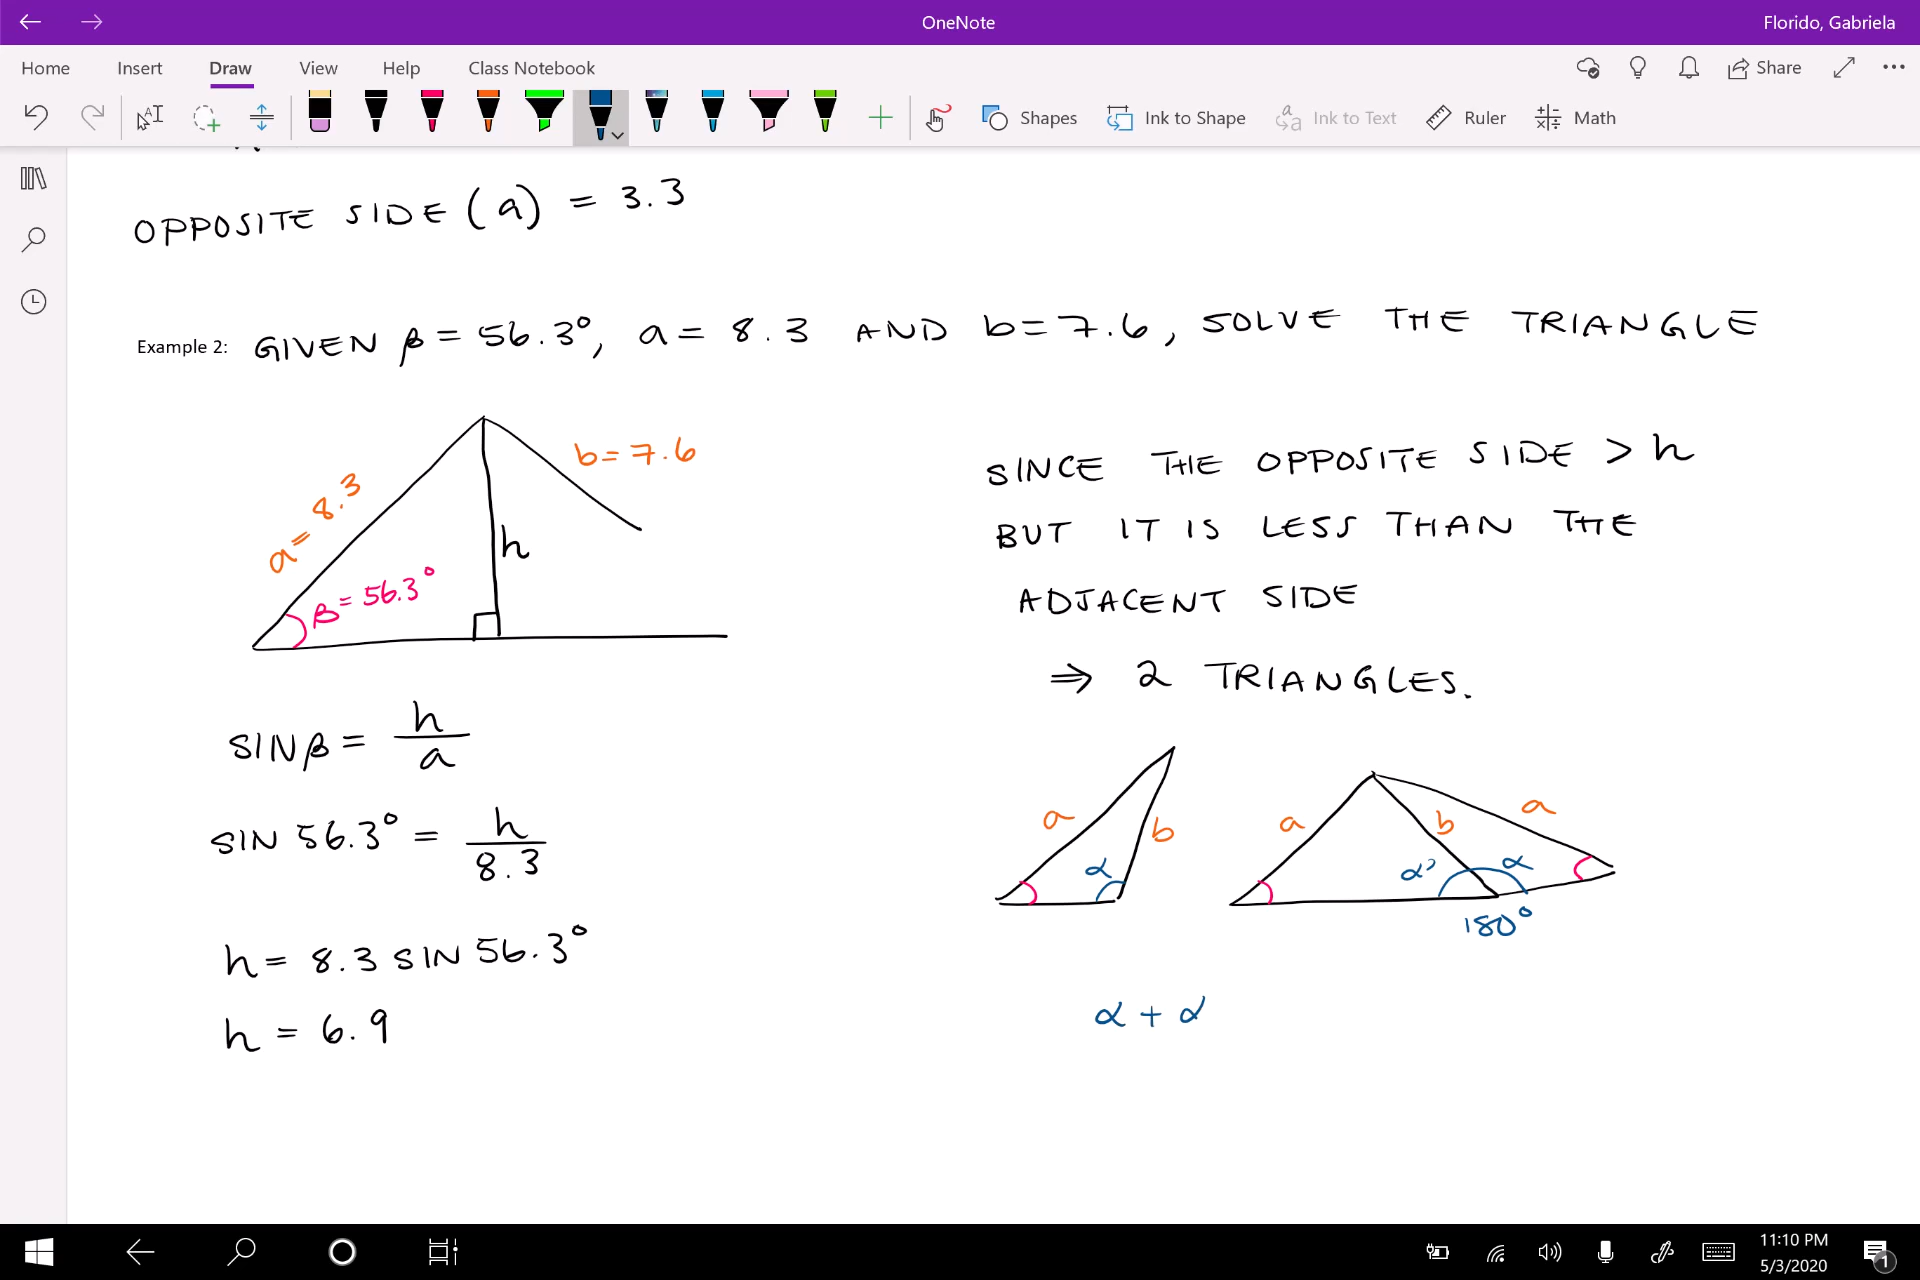 OneNote
Florido, Gabriela
Home Insert Draw View Help Class Notebook Share
Shapes Ink to Shape Ink to Text Ruler Math
OPPOSITE SIDE (a) = 3.3
Example 2: GIVEN β = 56.3°, a = 8.3 AND b = 7.6, SOLVE THE TRIANGLE
a = 8.3
b = 7.6
h
β = 56.3°
SINCE THE OPPOSITE SIDE > h
BUT IT IS LESS THAN THE
ADJACENT SIDE
⇒ 2 TRIANGLES.
SIN β = h/a
SIN 56.3° = h/8.3
h = 8.3 SIN 56.3°
h = 6.9
a b α
a b a
α' α
180°
α + α
11:10 PM
5/3/2020
1